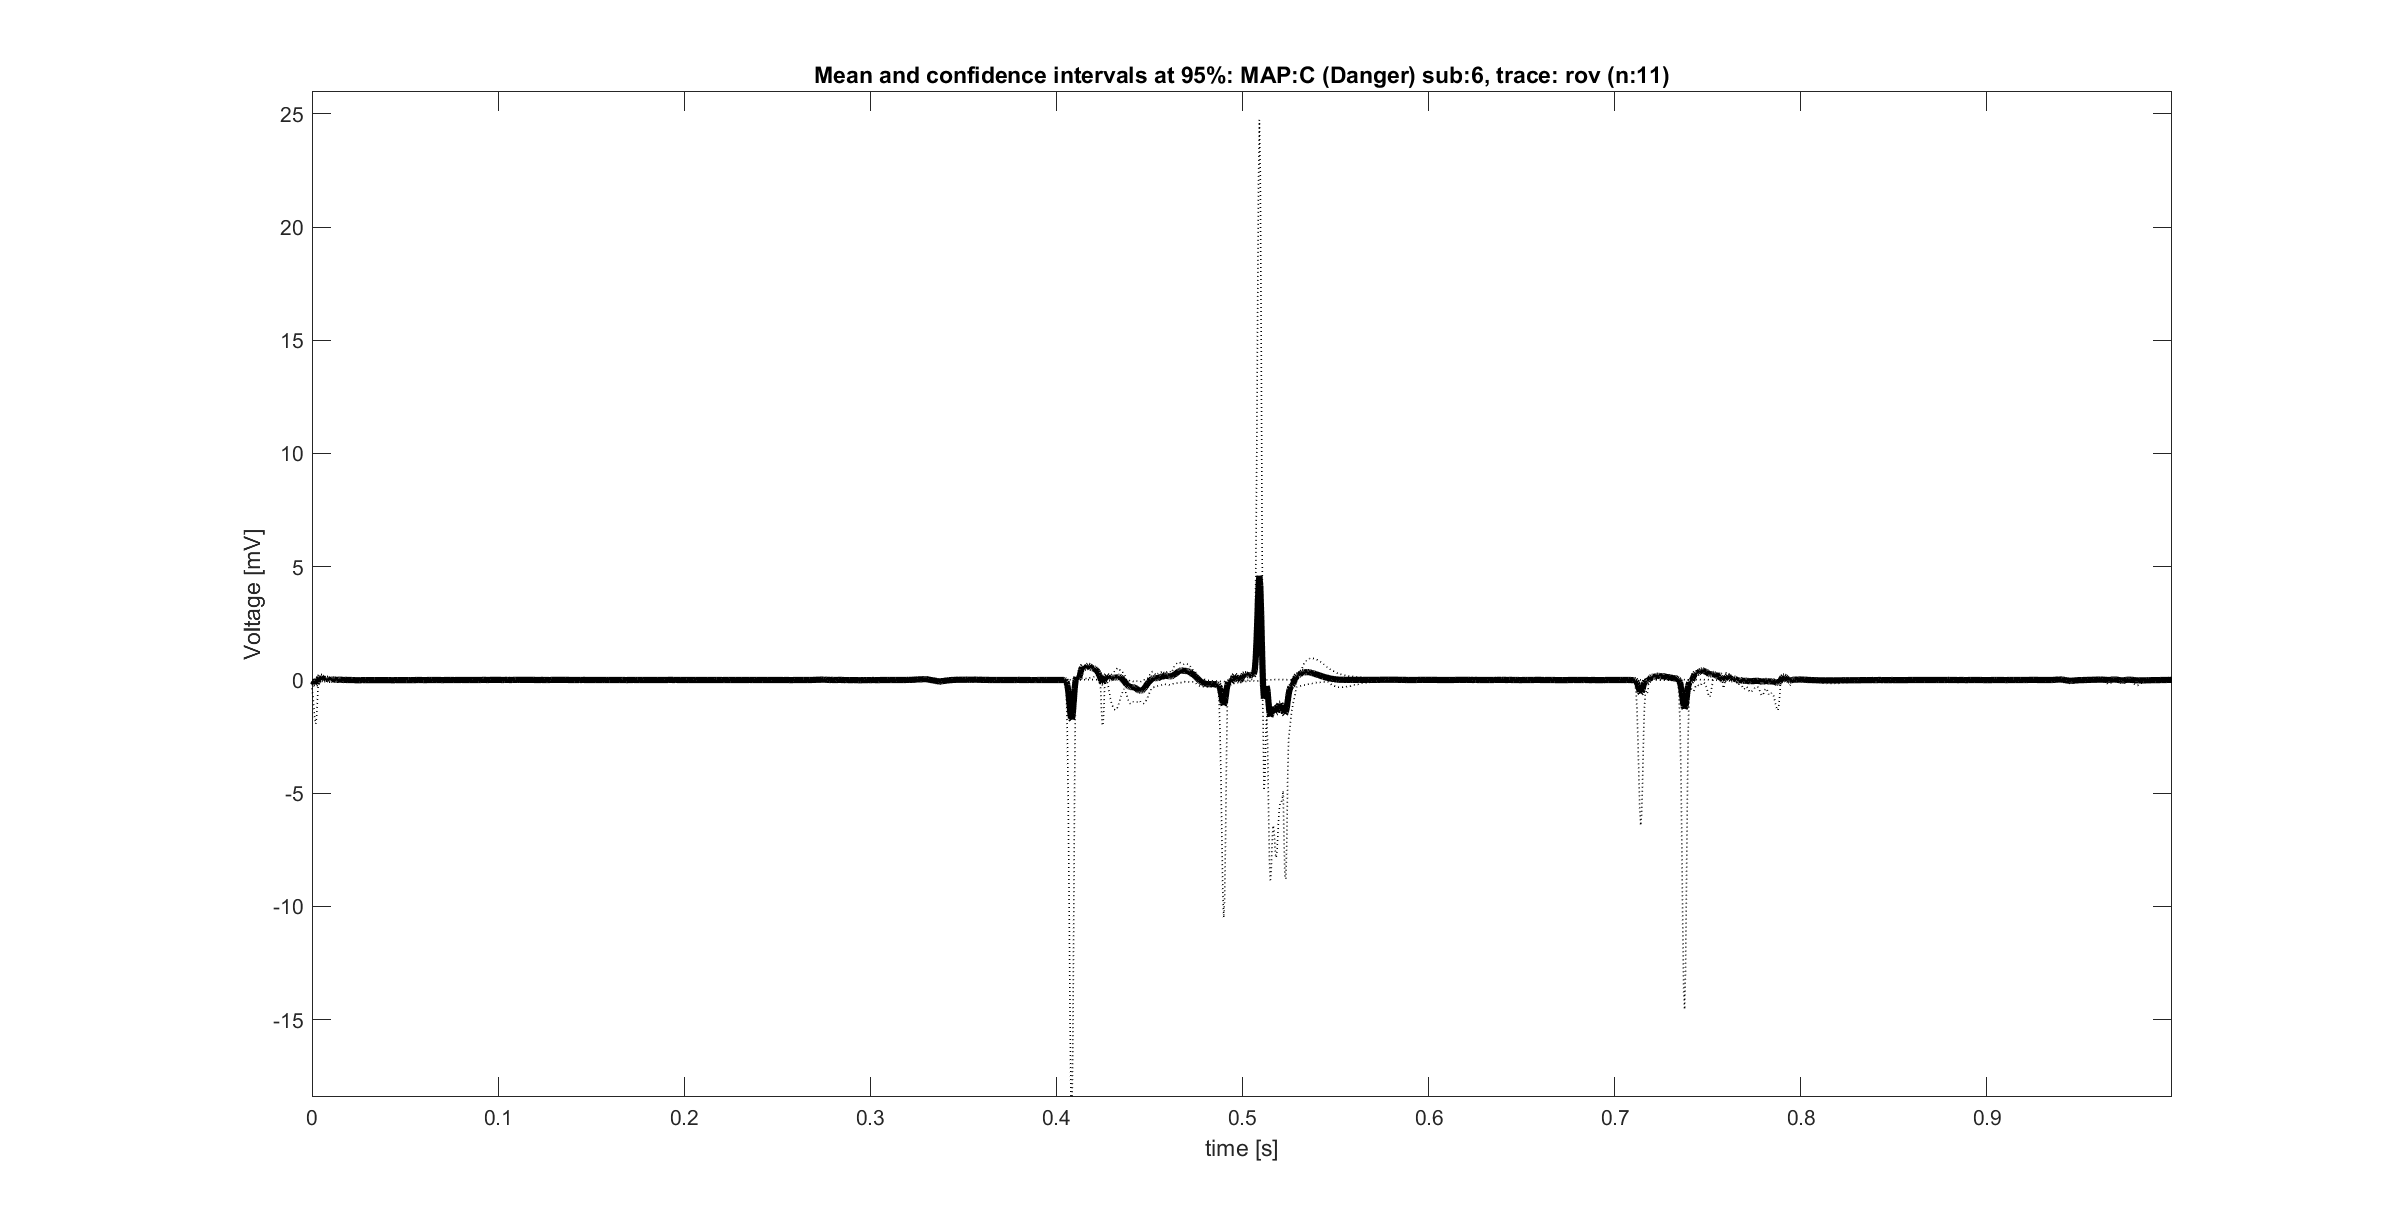 Mean and confidence intervals at 95%: MAP:C (Danger) sub:6, trace: rov (n:11)
25
20
15
10
5
0
-5
-10
-15
Voltage [mV]
0 0.1 0.2 0.3 0.4 0.5 0.6 0.7 0.8 0.9
time [s]